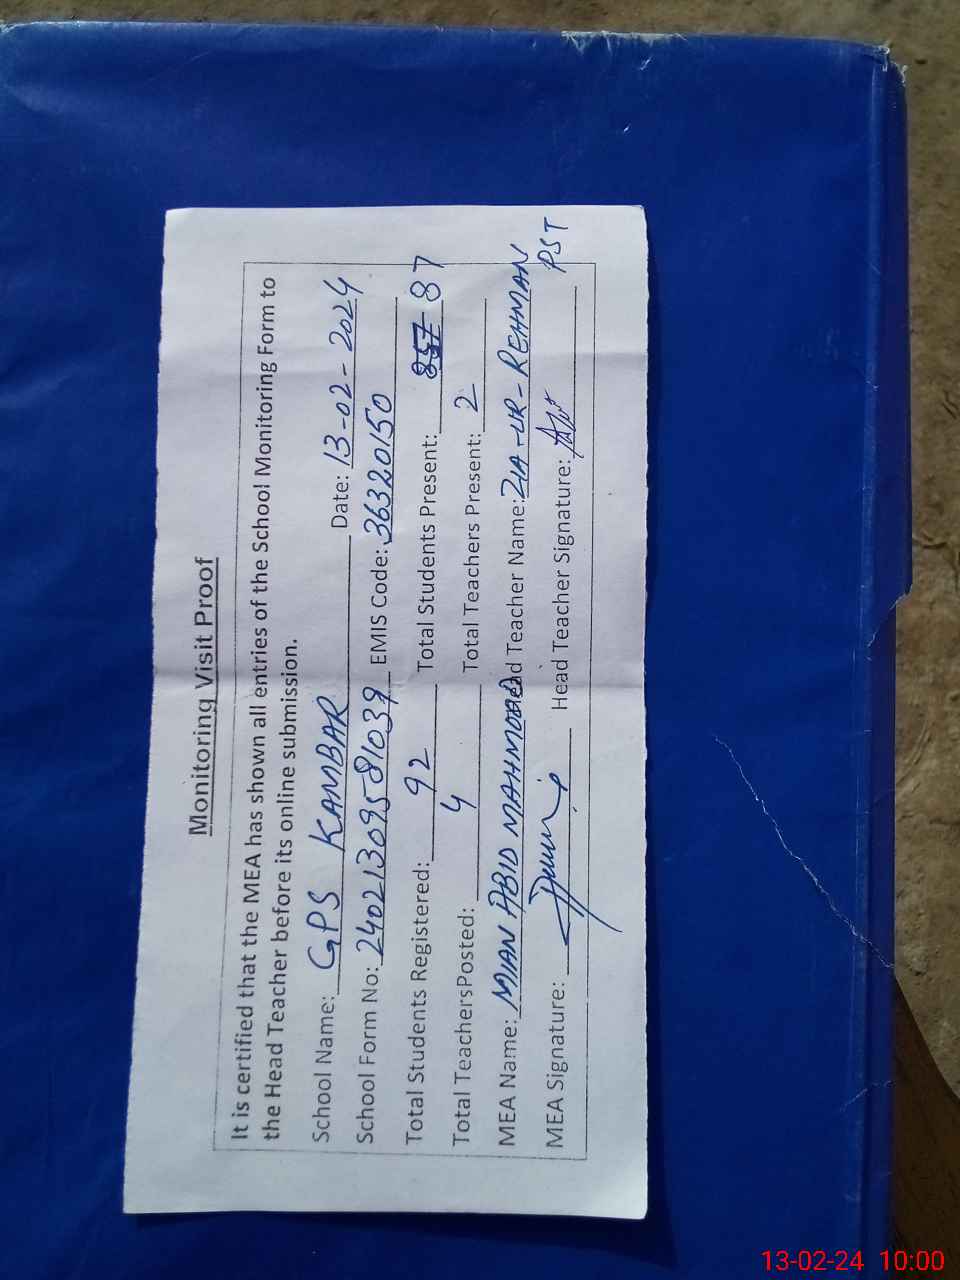 Monitoring Visit Proof
It is certified that the MEA has shown all entries of the School Monitoring Form to
the Head Teacher before its online submission.
School Name: GPS KAMBAR Date: 13-02-2024
School Form No: 24021309581039 EMIS Code: 36320150
Total Students Registered: 92 Total Students Present: 87
Total TeachersPosted: 4 Total Teachers Present: 2
MEA Name: MIAN ABID MAHMOOD Head Teacher Name: ZIA-UR-REHMAN
MEA Signature: Head Teacher Signature: PST
13-02-24 10:00